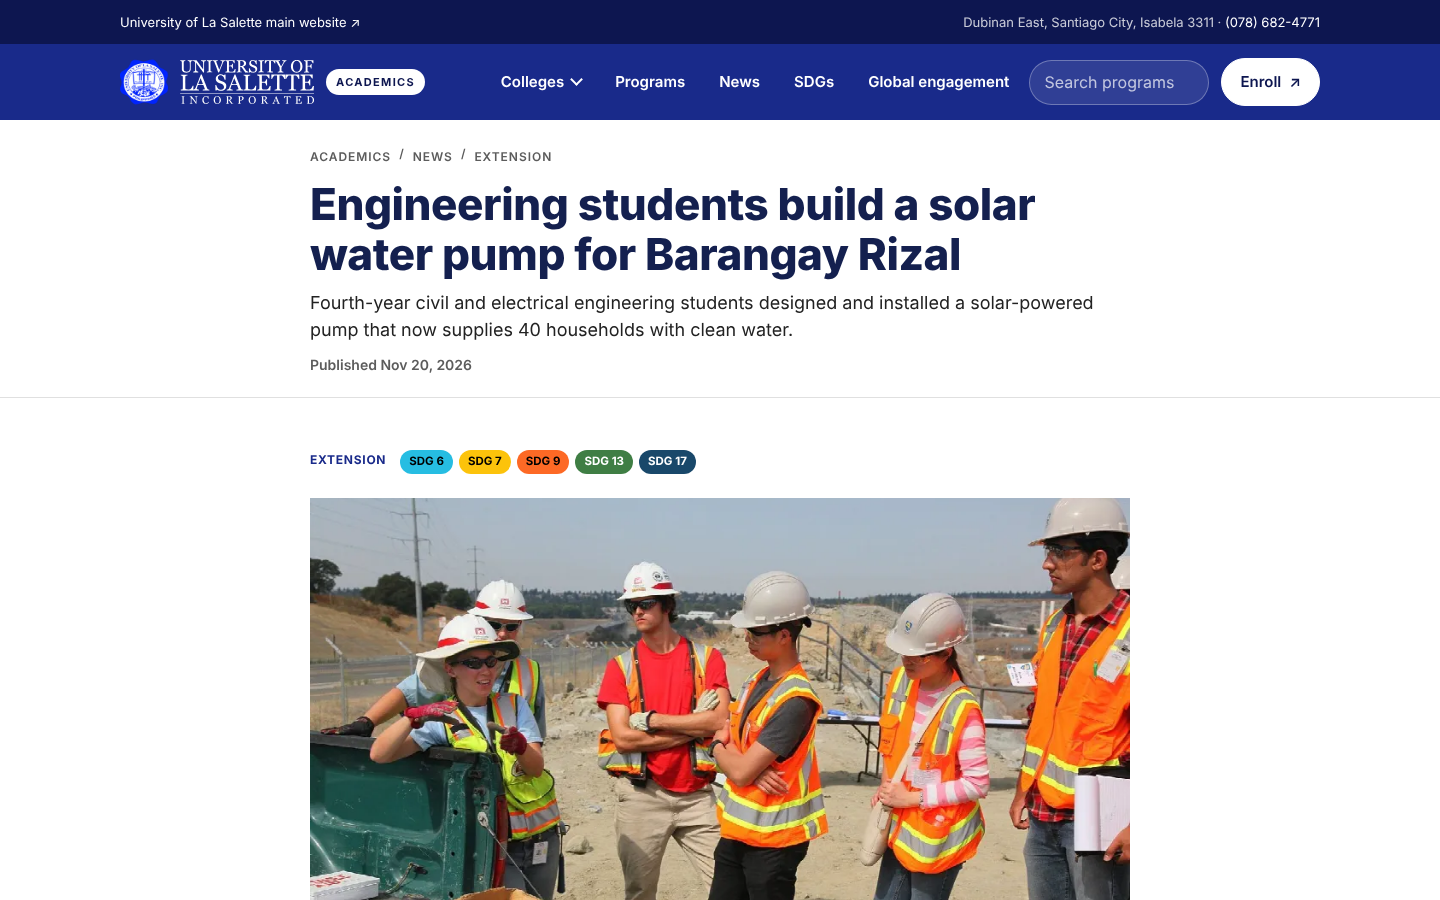 University of La Salette main website ↗
Dubinan East, Santiago City, Isabela 3311 · (078) 682-4771
UNIVERSITY OF
LA SALETTE
INCORPORATED
ACADEMICS
Colleges
Programs
News
SDGs
Global engagement
Search programs
Enroll ↗
ACADEMICS / NEWS / EXTENSION
Engineering students build a solar
water pump for Barangay Rizal
Fourth-year civil and electrical engineering students designed and installed a solar-powered
pump that now supplies 40 households with clean water.
Published Nov 20, 2026
EXTENSION
SDG 6
SDG 7
SDG 9
SDG 13
SDG 17